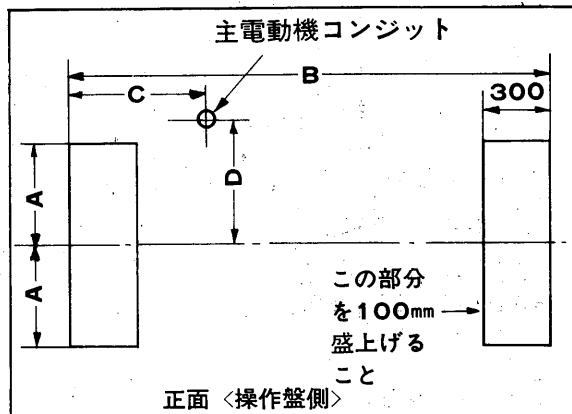 主電動機コンジット
B
C
300
D
A
A
この部分
を100mm
盛上げる
こと
正面〈操作盤側〉